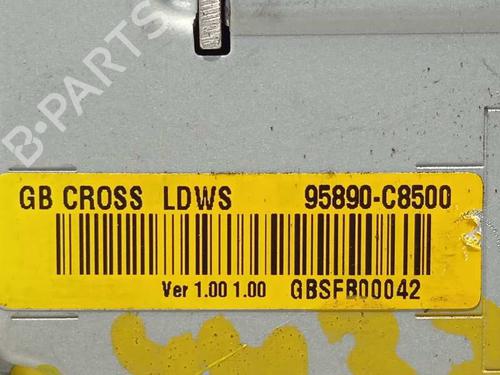 B-PARTS
GB CROSS LDWS 95890-C8500
Ver 1.00 1.00 GBSFB00042